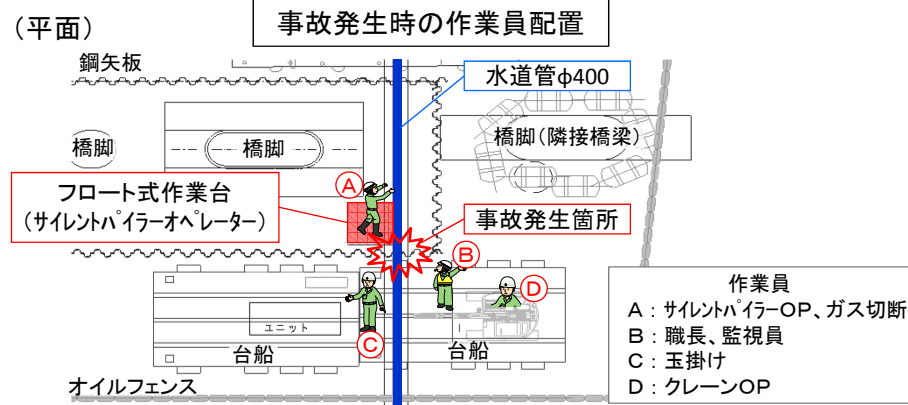 (平面)
事故発生時の作業員配置
鋼矢板
水道管φ400
橋脚
橋脚
橋脚(隣接橋梁)
A
フロート式作業台
(サイレントパイラーオペレーター)
事故発生箇所
B
D
C
ユニット
台船
台船
オイルフェンス
作業員
A:サイレントパイラーOP、ガス切断
B:職長、監視員
C:玉掛け
D:クレーンOP